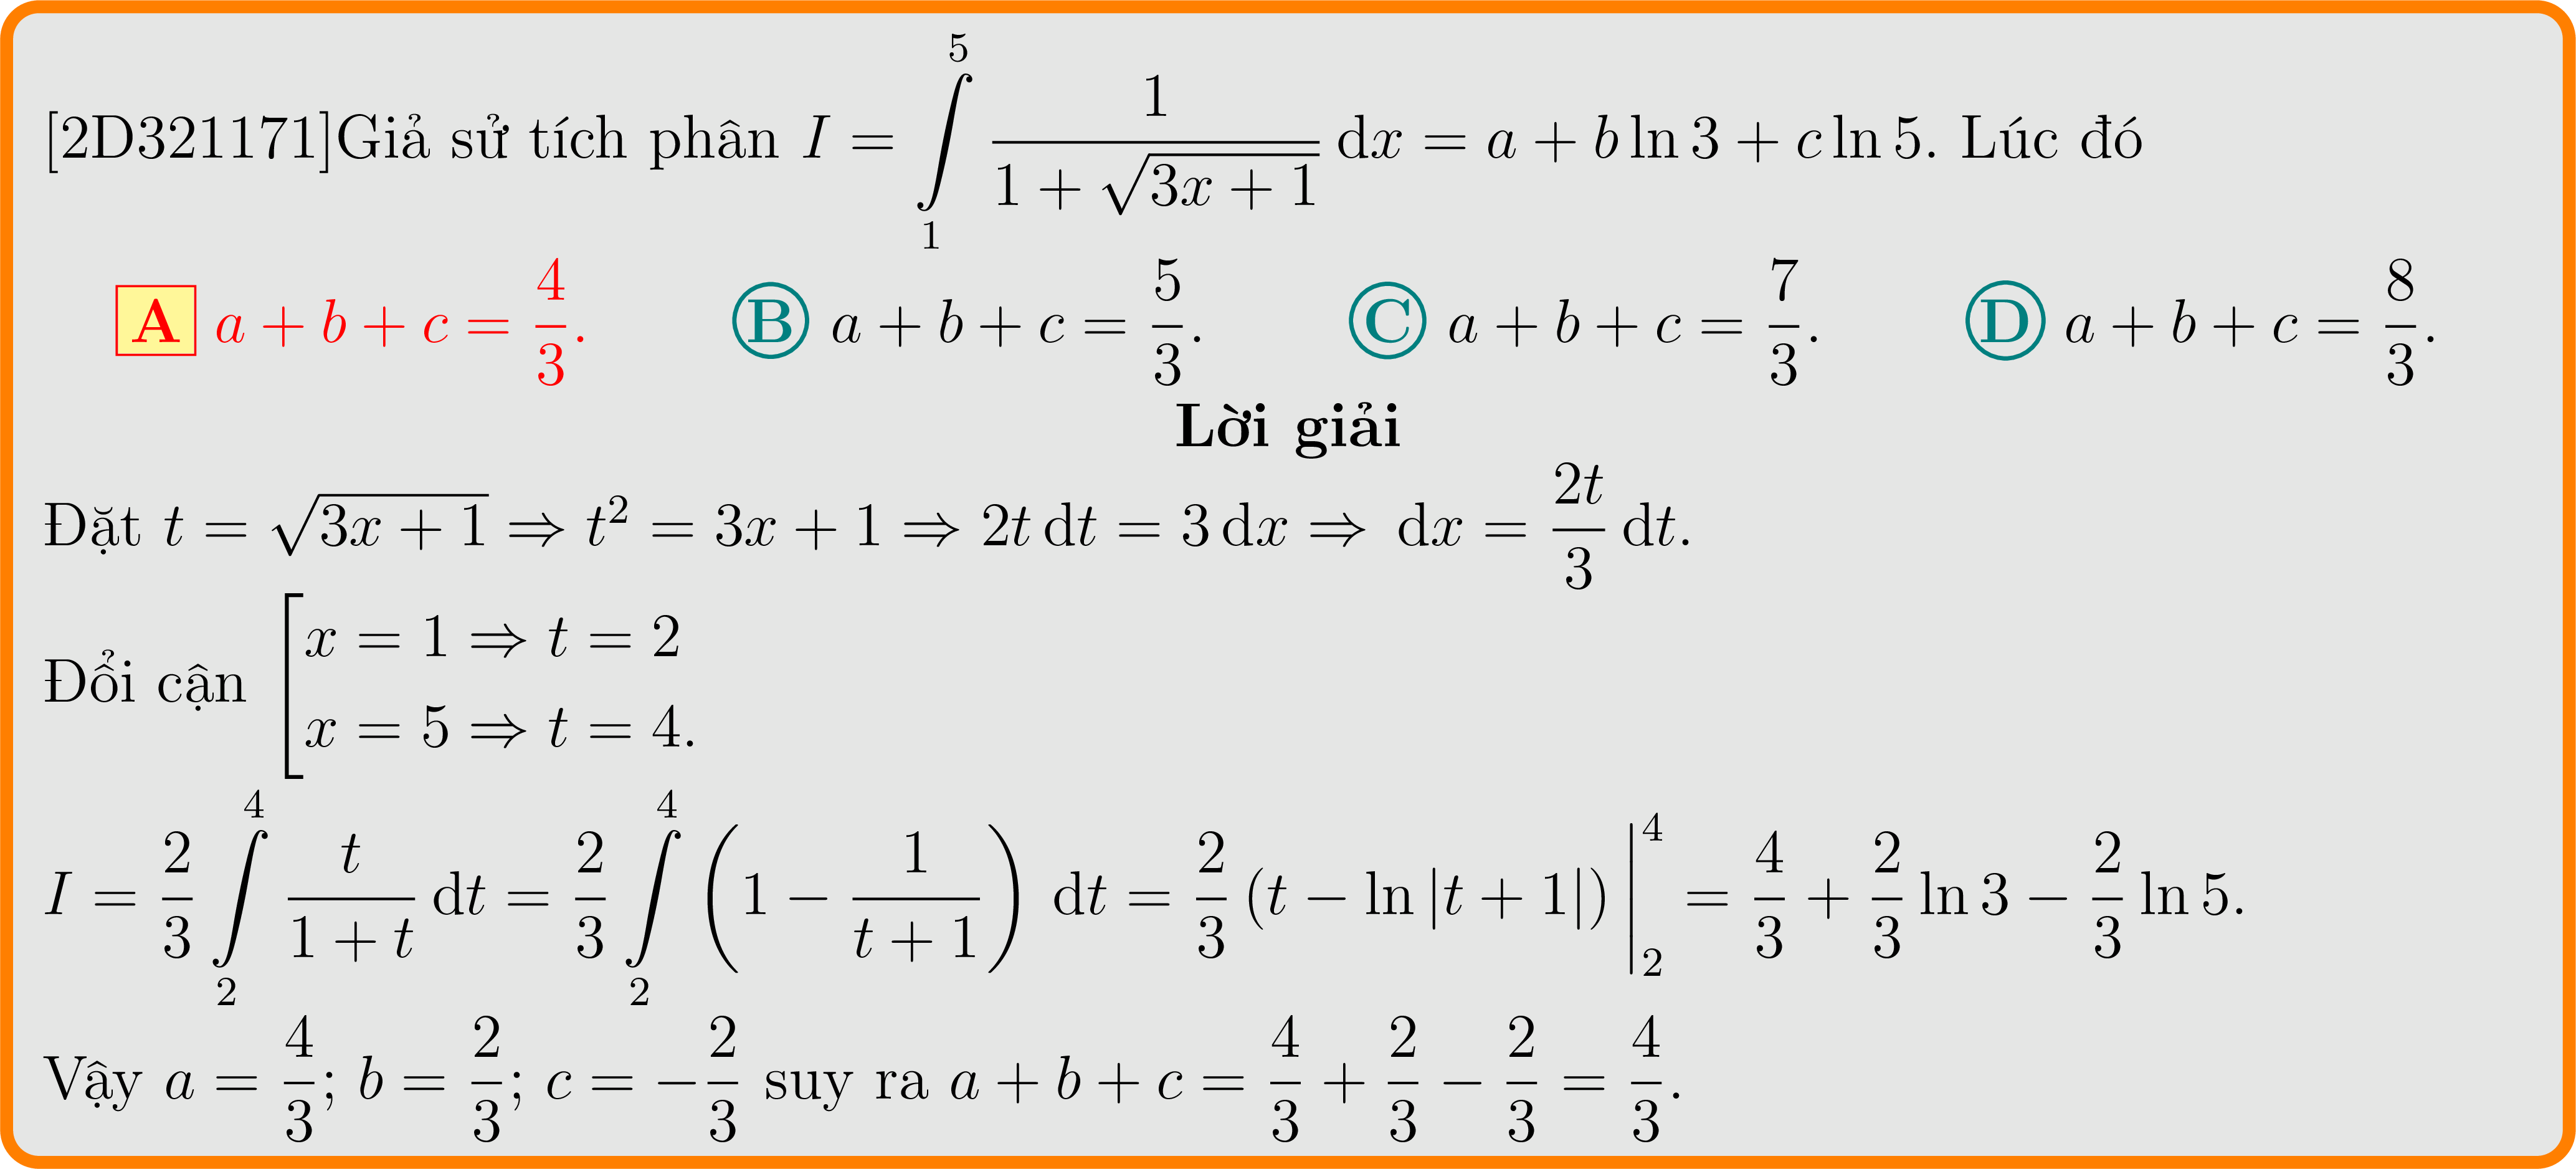 [2D321171]Giả sử tích phân $I = \int\limits_1^5 \frac{1}{1+\sqrt{3x+1}} \, \mathrm{d}x = a + b \ln 3 + c \ln 5$. Lúc đó
A $a + b + c = \frac{4}{3}$. B $a + b + c = \frac{5}{3}$. C $a + b + c = \frac{7}{3}$. D $a + b + c = \frac{8}{3}$.
Lời giải
Đặt $t = \sqrt{3x+1} \Rightarrow t^2 = 3x + 1 \Rightarrow 2t \, \mathrm{d}t = 3 \, \mathrm{d}x \Rightarrow \mathrm{d}x = \frac{2t}{3} \, \mathrm{d}t$.
Đổi cận $\left[\begin{array}{l} x = 1 \Rightarrow t = 2 \\ x = 5 \Rightarrow t = 4. \end{array}\right.$
$I = \frac{2}{3} \int\limits_2^4 \frac{t}{1+t} \, \mathrm{d}t = \frac{2}{3} \int\limits_2^4 \left(1 - \frac{1}{t+1}\right) \, \mathrm{d}t = \frac{2}{3} (t - \ln|t+1|) \Big|_2^4 = \frac{4}{3} + \frac{2}{3} \ln 3 - \frac{2}{3} \ln 5$.
Vậy $a = \frac{4}{3}; b = \frac{2}{3}; c = -\frac{2}{3}$ suy ra $a + b + c = \frac{4}{3} + \frac{2}{3} - \frac{2}{3} = \frac{4}{3}$.